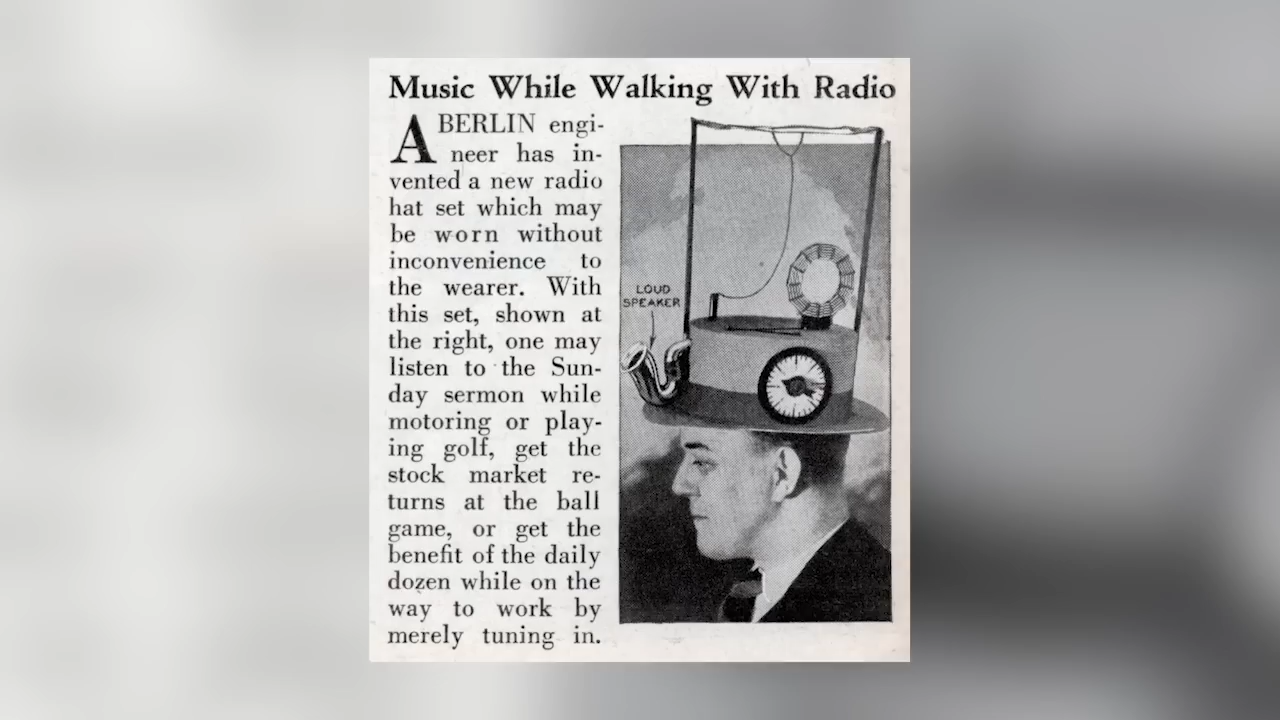 Music While Walking With Radio
A BERLIN engi-
neer has in-
vented a new radio
hat set which may
be worn without
inconvenience to
the wearer. With
this set, shown at
the right, one may
listen to the Sun-
day sermon while
motoring or play-
ing golf, get the
stock market re-
turns at the ball
game, or get the
benefit of the daily
dozen while on the
way to work by
merely tuning in.
LOUD
SPEAKER